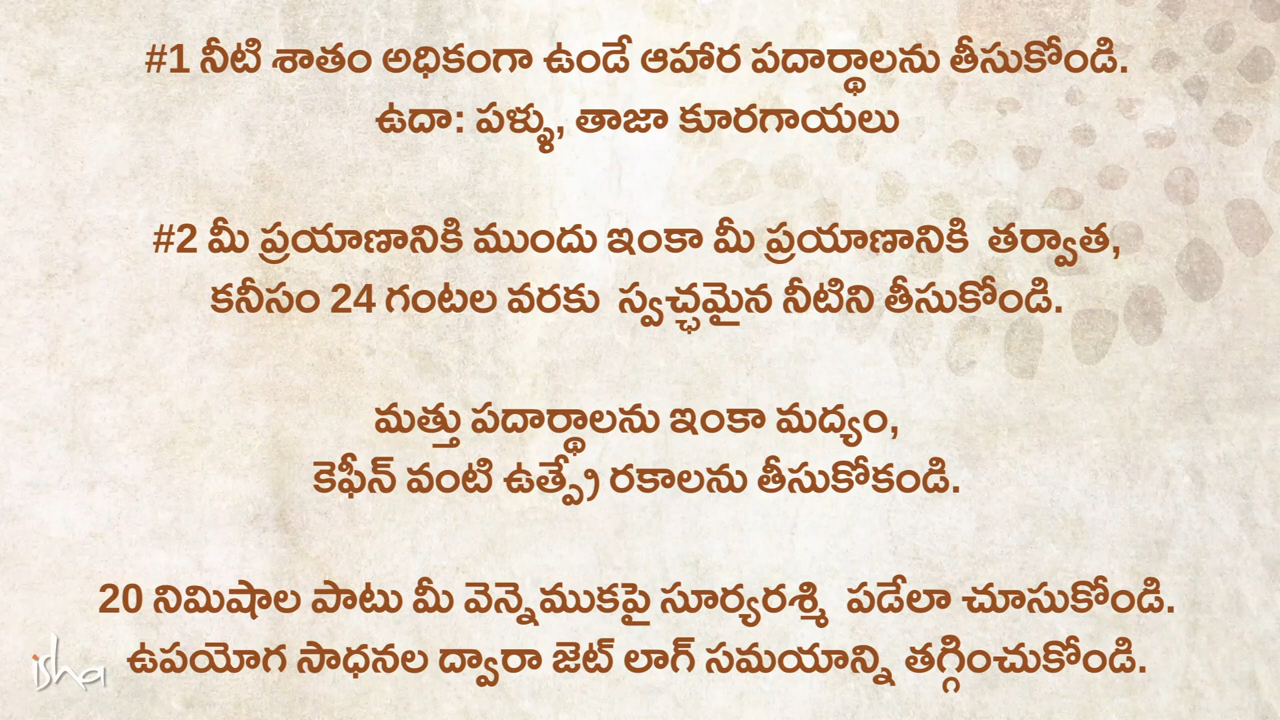 #1 నీటి శాతం అధికంగా ఉండే ఆహార పదార్థాలను తీసుకోండి.
ఉదా: పళ్ళు, తాజా కూరగాయలు
#2 మీ ప్రయాణానికి ముందు ఇంకా మీ ప్రయాణానికి తర్వాత,
కనీసం 24 గంటల వరకు స్వచ్ఛమైన నీటిని తీసుకోండి.
మత్తు పదార్థాలను ఇంకా మద్యం,
కెఫీన్ వంటి ఉత్ప్రే రకాలను తీసుకోకండి.
20 నిమిషాల పాటు మీ వెన్నెముకపై సూర్యరశ్మి పడేలా చూసుకోండి.
ఉపయోగ సాధనల ద్వారా జెట్ లాగ్ సమయాన్ని తగ్గించుకోండి.
isha